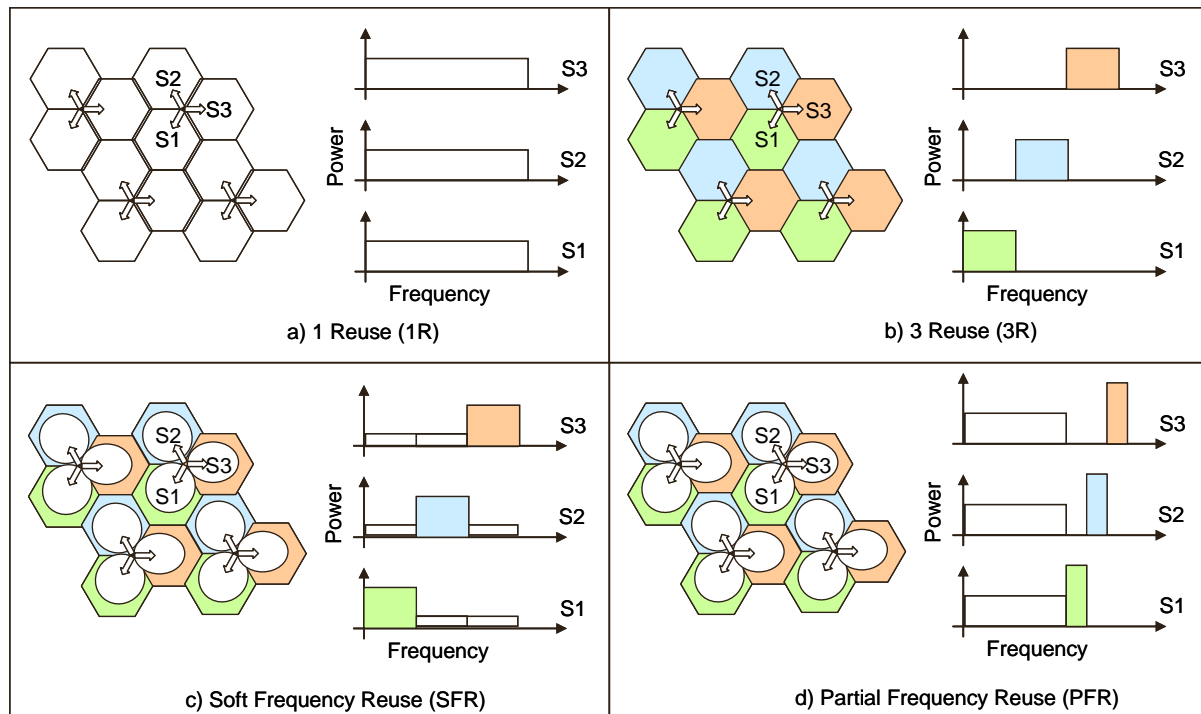 S2
S3
S1
Power
S3
S2
S1
Frequency
a) 1 Reuse (1R)
S2
S3
S1
Power
S3
S2
S1
Frequency
b) 3 Reuse (3R)
S2
S3
S1
Power
S3
S2
S1
Frequency
c) Soft Frequency Reuse (SFR)
S2
S3
S1
Power
S3
S2
S1
Frequency
d) Partial Frequency Reuse (PFR)